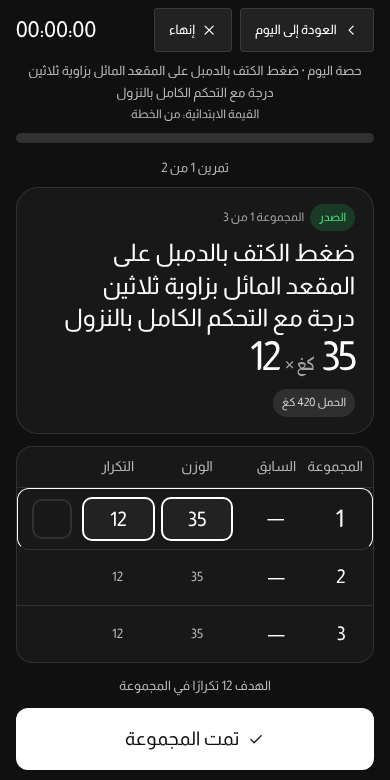 العودة إلى اليوم
إنهاء
00:00:00
حصة اليوم · ضغط الكتف بالدمبل على المقعد المائل بزاوية ثلاثين
درجة مع التحكم الكامل بالنزول
القيمة الابتدائية: من الخطة
تمرين 1 من 2
الصدر المجموعة 1 من 3
ضغط الكتف بالدمبل على
المقعد المائل بزاوية ثلاثين
درجة مع التحكم الكامل بالنزول
35 كغ × 12
الحمل 420 كغ
المجموعة السابق الوزن التكرار
1 — 35 12
2 — 35 12
3 — 35 12
الهدف 12 تكرارًا في المجموعة
تمت المجموعة